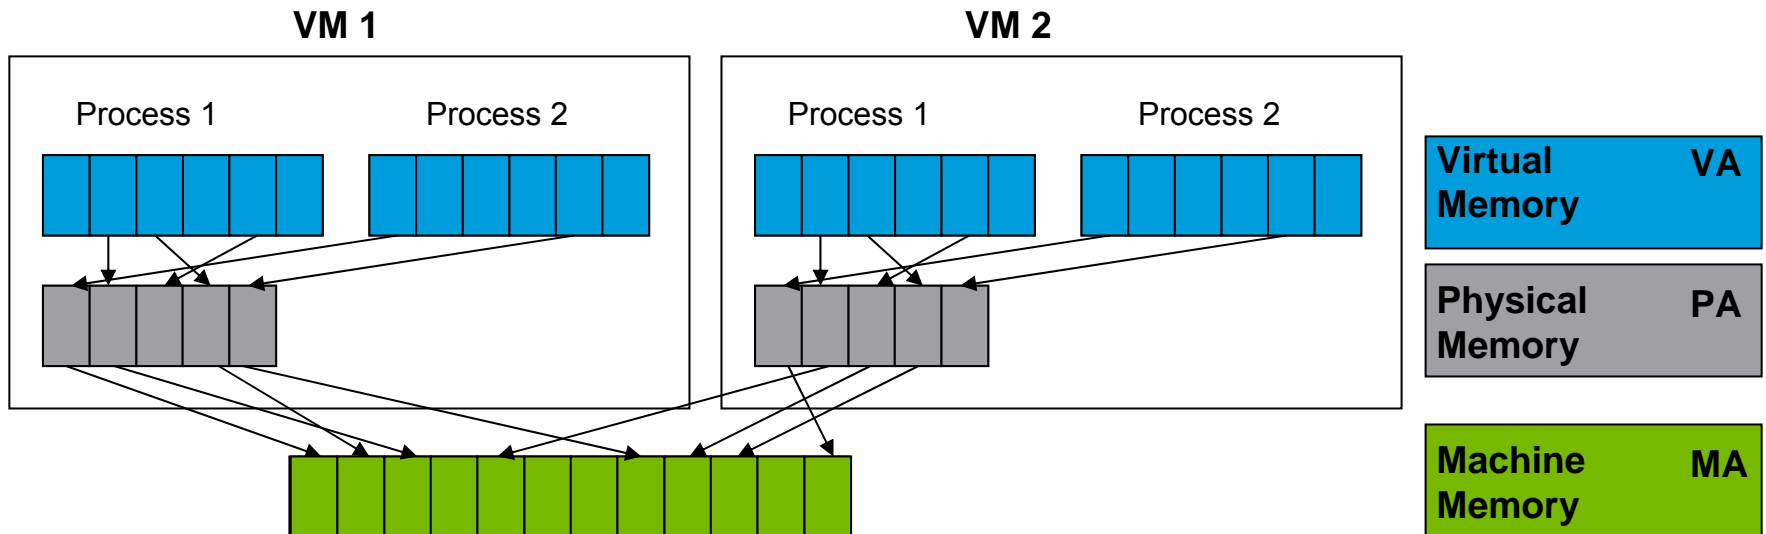 VM 1
VM 2
Process 1
Process 2
Process 1
Process 2
Virtual VA
Memory
Physical PA
Memory
Machine MA
Memory